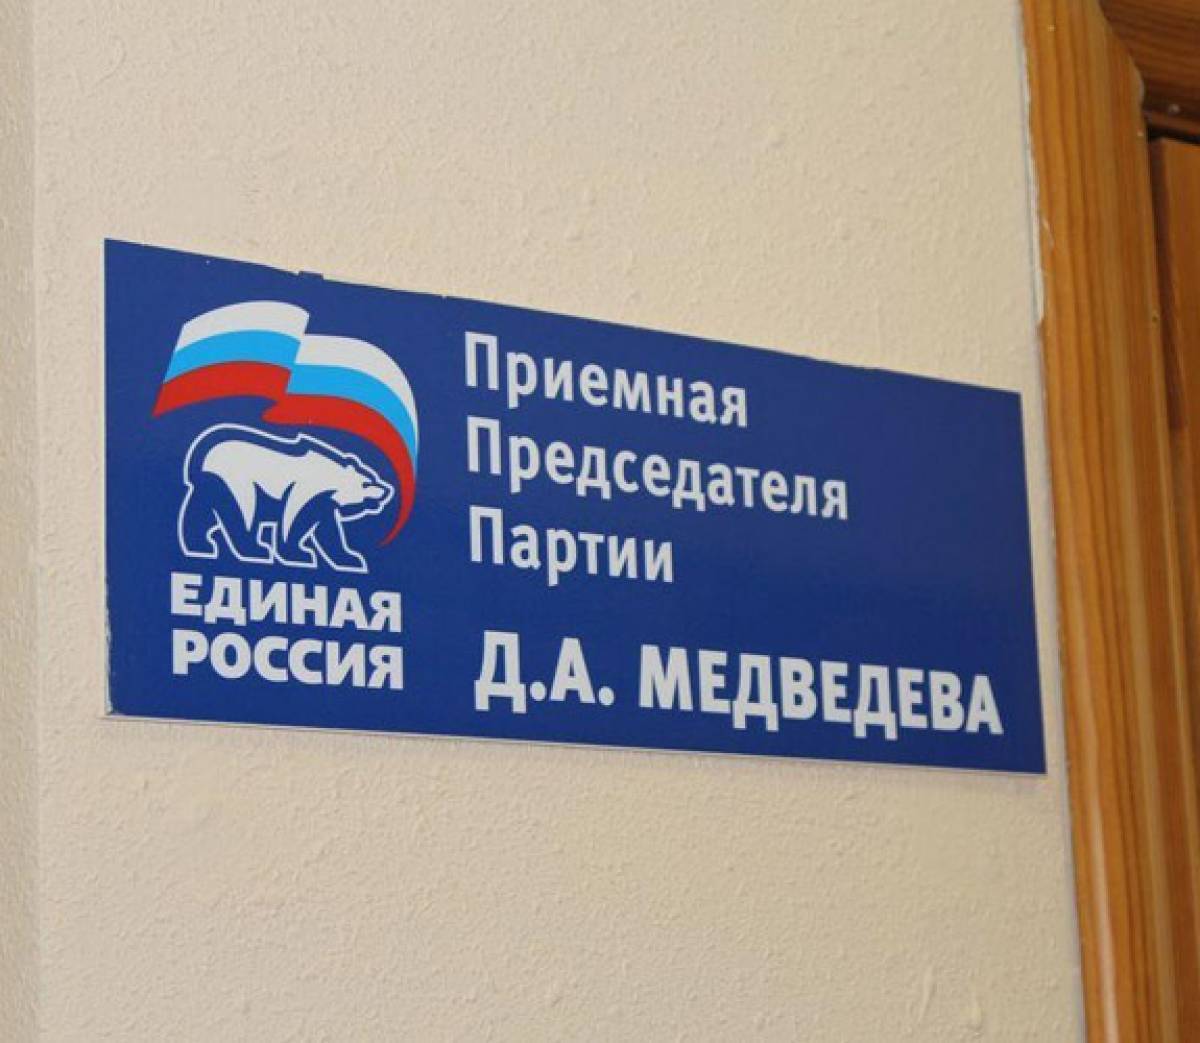 ЕДИНАЯ
РОССИЯ
Приемная
Председателя
Партии
Д.А. МЕДВЕДЕВА